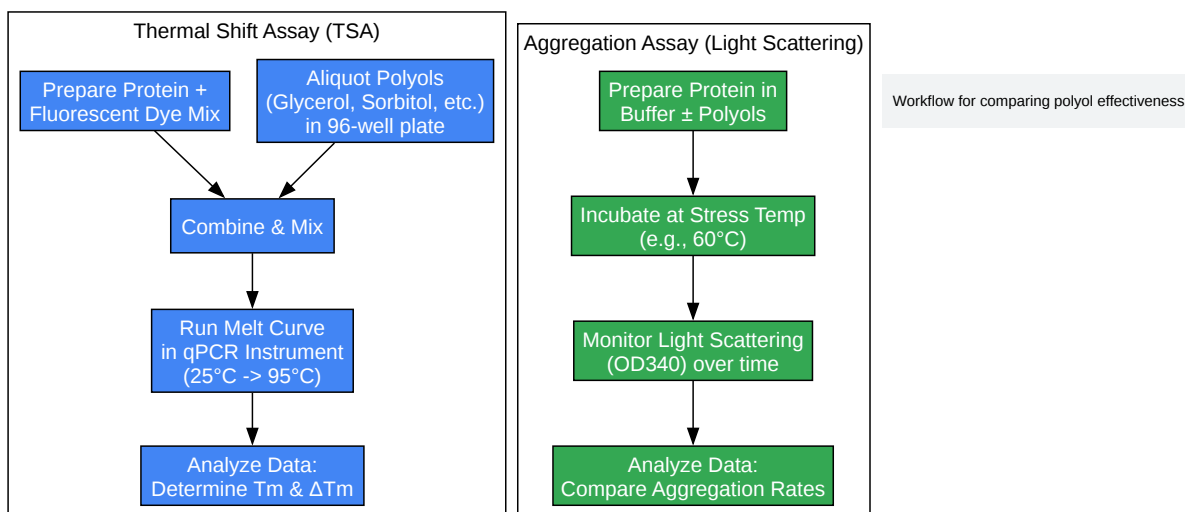 Thermal Shift Assay (TSA)
Prepare Protein +
Fluorescent Dye Mix
Aliquot Polyols
(Glycerol, Sorbitol, etc.)
in 96-well plate
Combine & Mix
Run Melt Curve
in qPCR Instrument
(25°C -> 95°C)
Analyze Data:
Determine Tm & ΔTm
Aggregation Assay (Light Scattering)
Prepare Protein in
Buffer ± Polyols
Incubate at Stress Temp
(e.g., 60°C)
Monitor Light Scattering
(OD340) over time
Analyze Data:
Compare Aggregation Rates
Workflow for comparing polyol effectiveness